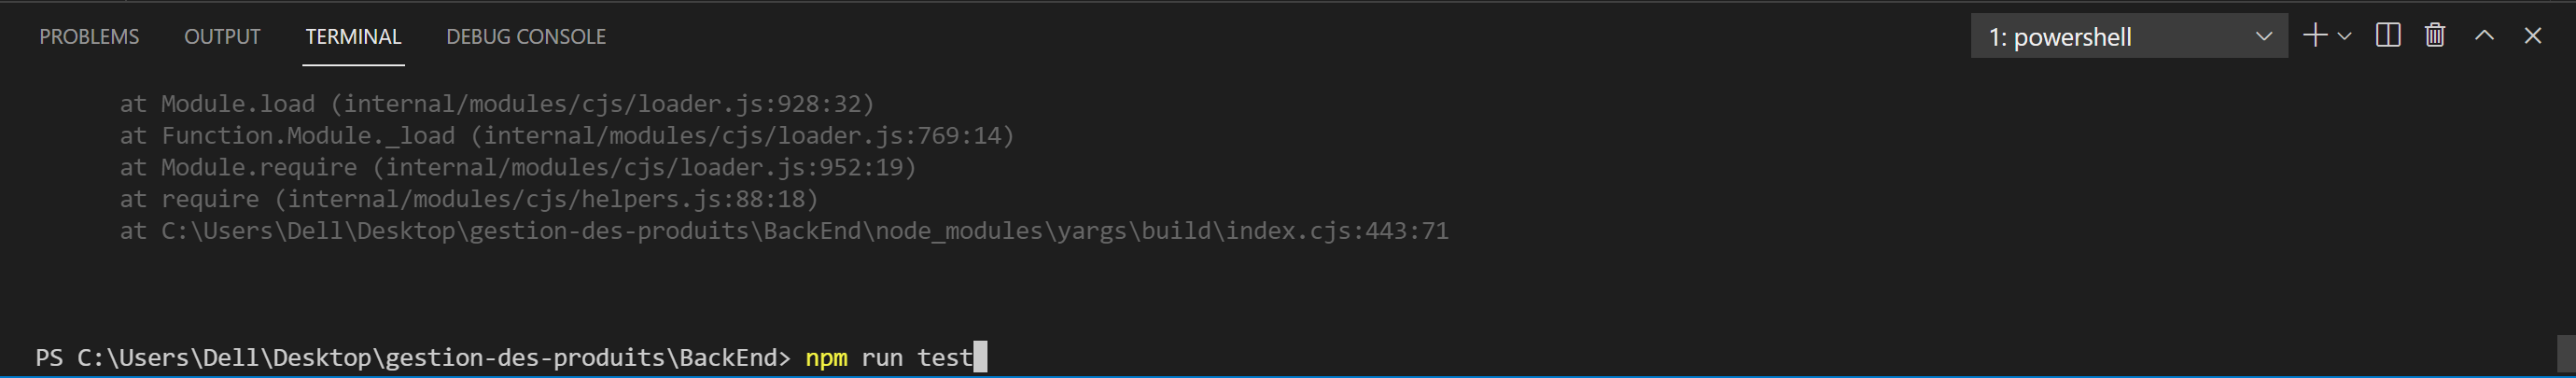 PROBLEMS OUTPUT TERMINAL DEBUG CONSOLE 1: powershell
at Module.load (internal/modules/cjs/loader.js:928:32)
at Function.Module._load (internal/modules/cjs/loader.js:769:14)
at Module.require (internal/modules/cjs/loader.js:952:19)
at require (internal/modules/cjs/helpers.js:88:18)
at C:\Users\Dell\Desktop\gestion-des-produits\BackEnd\node_modules\yargs\build\index.cjs:443:71
PS C:\Users\Dell\Desktop\gestion-des-produits\BackEnd> npm run test